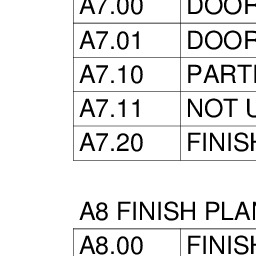 A7.00 DOOR
A7.01 DOOR
A7.10 PARTI
A7.11 NOT U
A7.20 FINISH
A8 FINISH PLAN
A8.00 FINISH